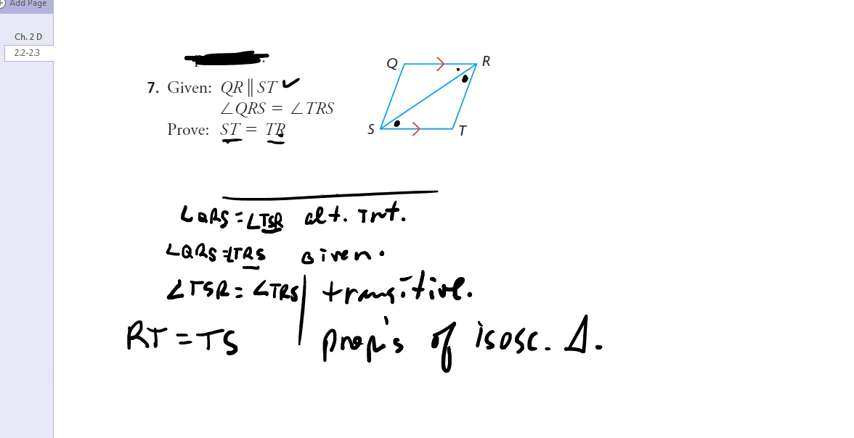 Add Page
Ch. 2 D
2.2-2.3
7. Given: QR || ST ✓
∠QRS = ∠TRS
Prove: ST = TR
Q R
S T
∠QRS = ∠TSR alt. Int.
∠QRS = ∠TRS Given.
∠TSR = ∠TRS transitive.
RT = TS prop's of isosc. Δ.